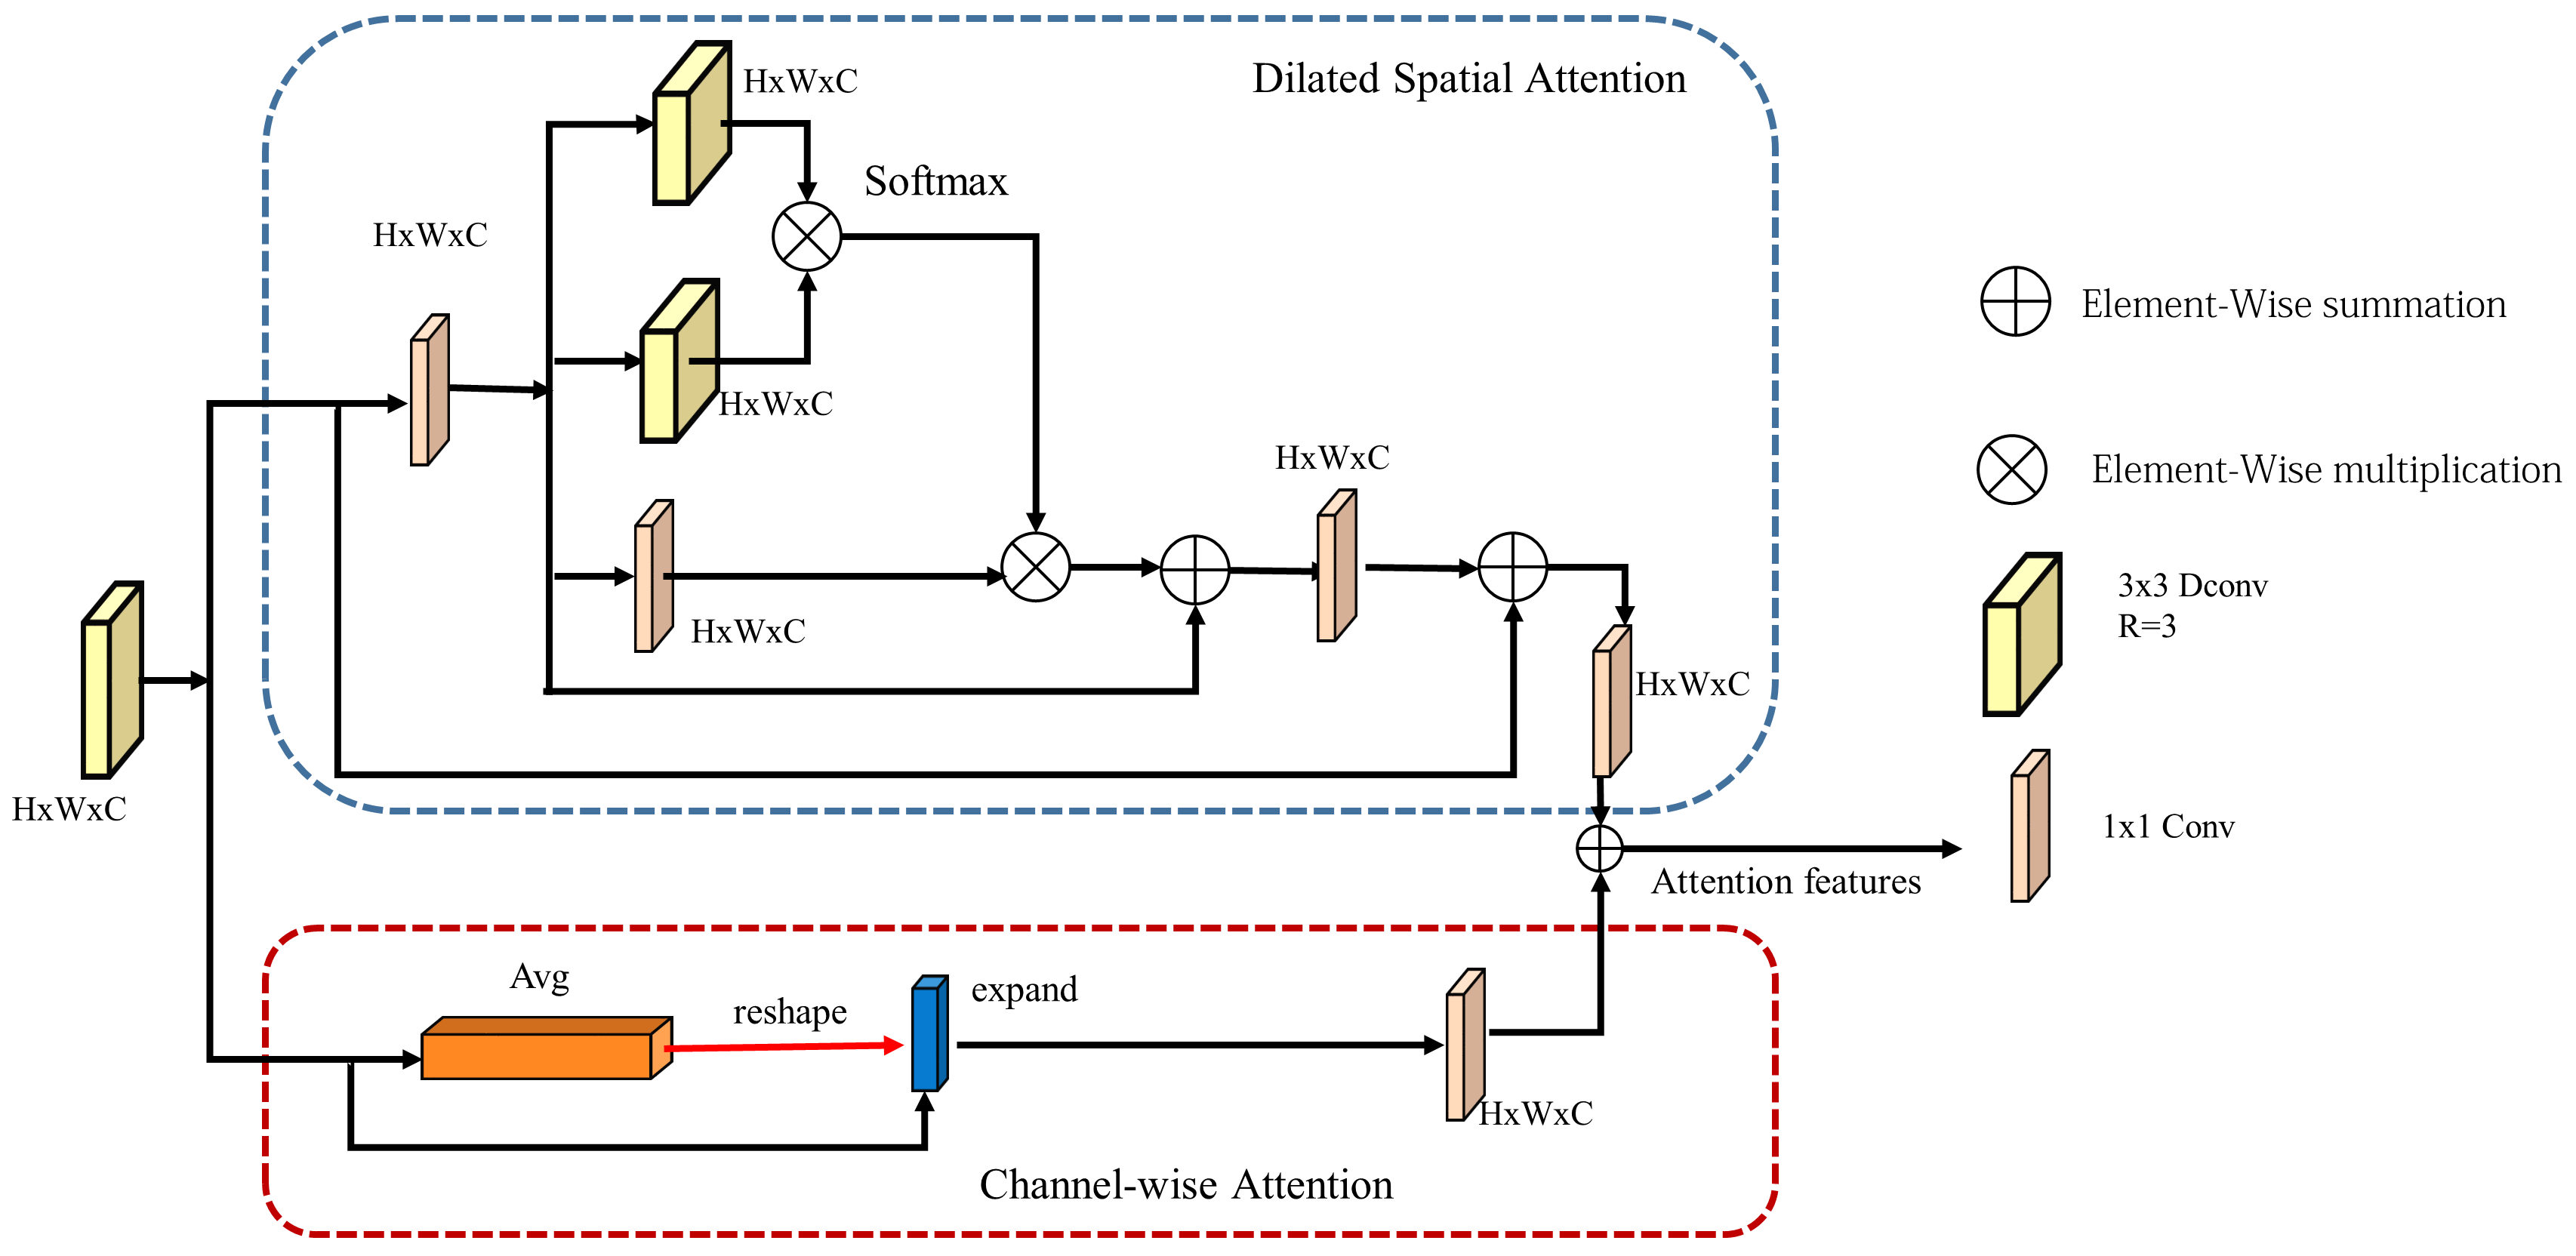 Dilated Spatial Attention
HxWxC
Softmax
HxWxC
HxWxC
HxWxC
HxWxC
HxWxC
HxWxC
Element-Wise summation
Element-Wise multiplication
3x3 Dconv
R=3
1x1 Conv
Attention features
Avg
reshape
expand
HxWxC
Channel-wise Attention